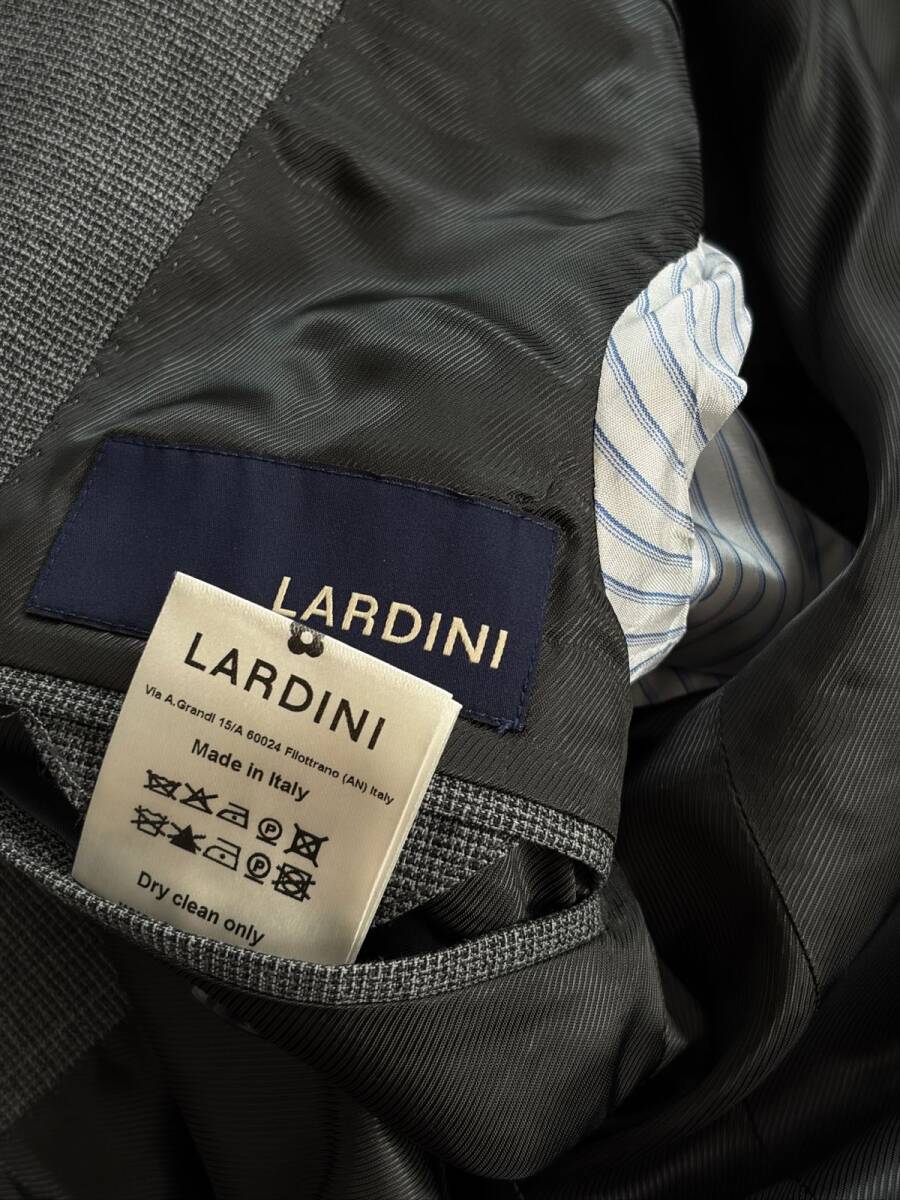 LARDINI
LARDINI
Via A.Grandi 15/A 60024 Filottrano (AN) Italy
Made in Italy
P
P
Dry clean only